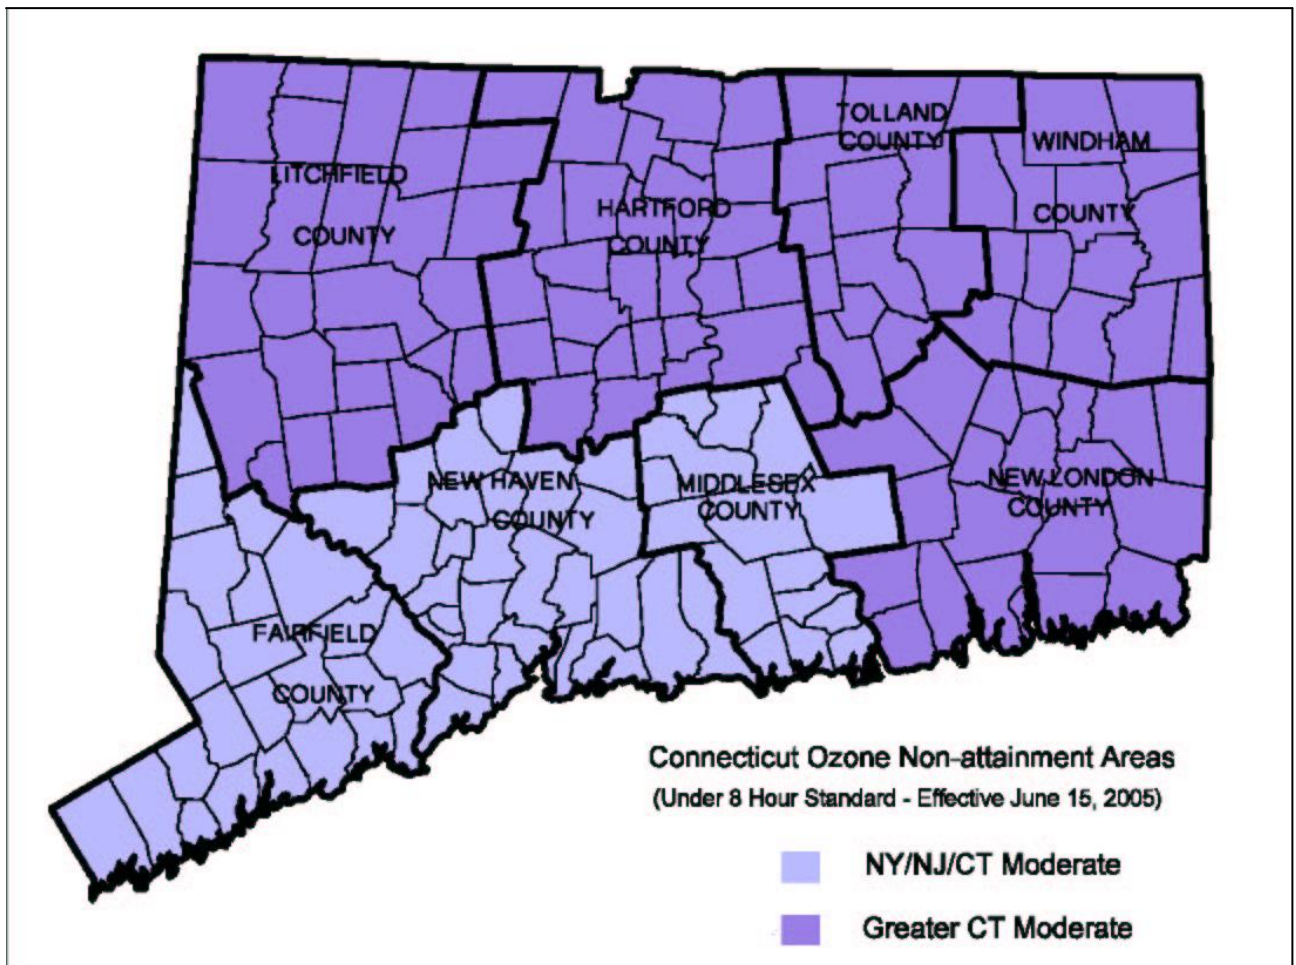 TOLLAND
COUNTY
WINDHAM
COUNTY
LITCHFIELD
COUNTY
HARTFORD
COUNTY
NEW HAVEN
COUNTY
MIDDLESEX
COUNTY
NEW LONDON
COUNTY
FAIRFIELD
COUNTY
Connecticut Ozone Non-attainment Areas
(Under 8 Hour Standard - Effective June 15, 2005)
NY/NJ/CT Moderate
Greater CT Moderate